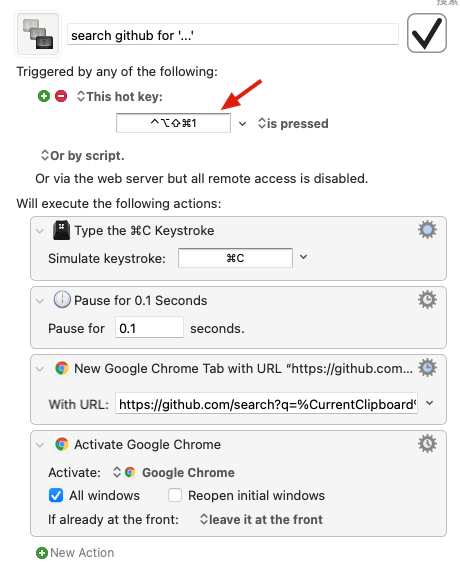 搜索
search github for '...'
Triggered by any of the following:
This hot key:
^⌥⇧⌘1
is pressed
Or by script.
Or via the web server but all remote access is disabled.
Will execute the following actions:
Type the ⌘C Keystroke
Simulate keystroke: ⌘C
Pause for 0.1 Seconds
Pause for 0.1 seconds.
New Google Chrome Tab with URL “https://github.com...
With URL: https://github.com/search?q=%CurrentClipboard%
Activate Google Chrome
Activate: Google Chrome
All windows Reopen initial windows
If already at the front: leave it at the front
New Action